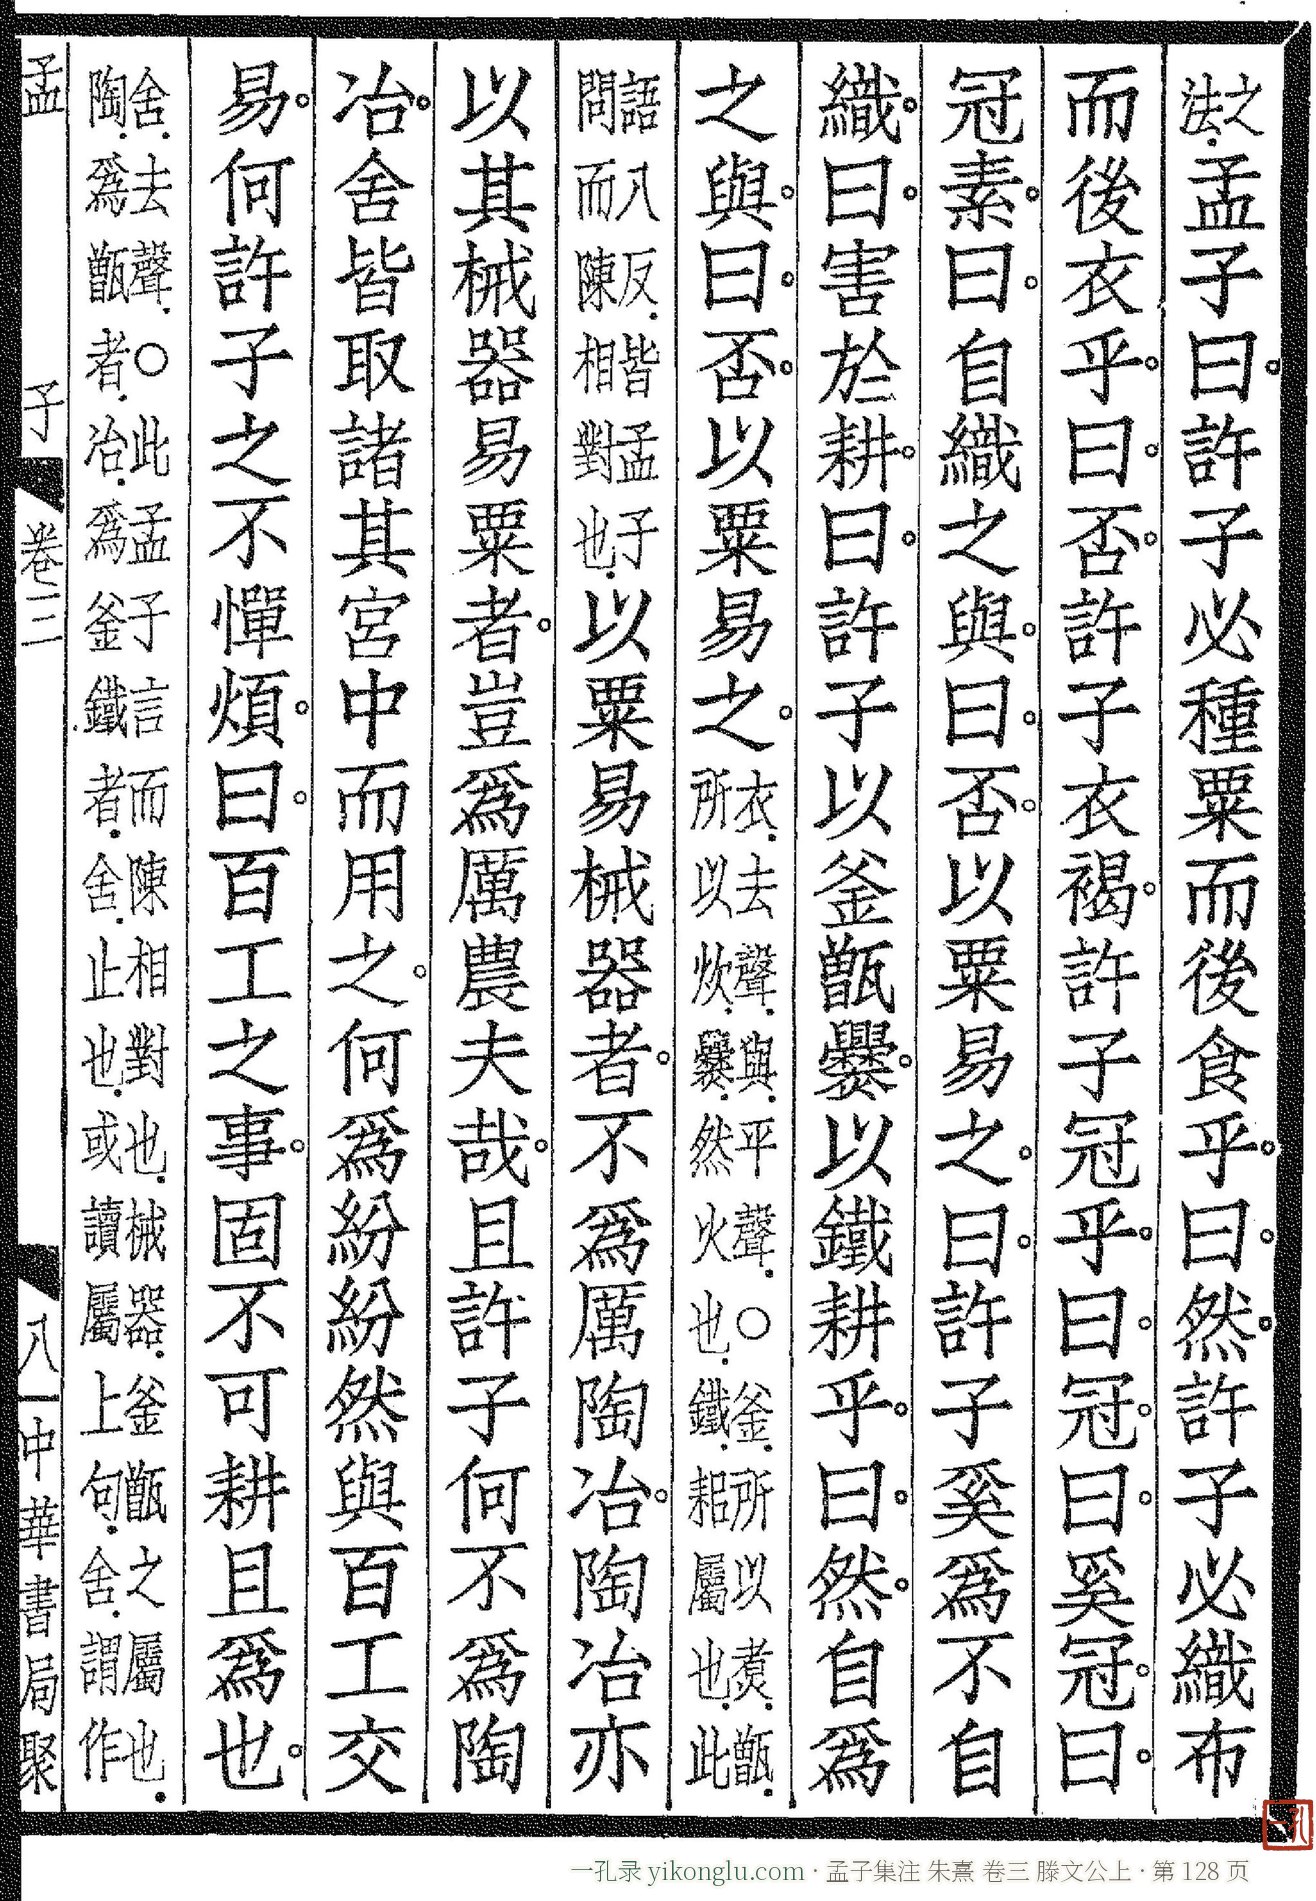 之法.孟子曰。許子必種粟而後食乎。曰。然。許子必織布
而後衣乎。曰。否。許子衣褐。許子冠乎。曰。冠。曰。奚冠。曰。
冠素。曰。自織之與。曰。否。以粟易之。曰。許子奚爲不自
織。曰。害於耕。曰。許子以釜甑爨。以鐵耕乎。曰。然。自爲
之與。曰。否。以粟易之。衣.去聲.與.平聲.○釜.所以煑.甑.所以炊.爨.然火也.鐵.耜屬也.此
語八反.皆孟子問而陳相對也.以粟易械器者。不爲厲陶冶。陶冶亦
以其械器易粟者。豈爲厲農夫哉。且許子何不爲陶
冶。舍皆取諸其宮中而用之。何爲紛紛然與百工交
易。何許子之不憚煩。曰。百工之事。固不可耕且爲也。
舍.去聲.○此孟子言而陳相對也.械器.釜甑之屬也.陶.爲甑者.冶.爲釜鐵者.舍.止也.或讀屬上句.舍.謂作
孟子 卷三 八一中華書局聚
一孔录 yikonglu.com · 孟子集注 朱熹 卷三 滕文公上 · 第 128 页